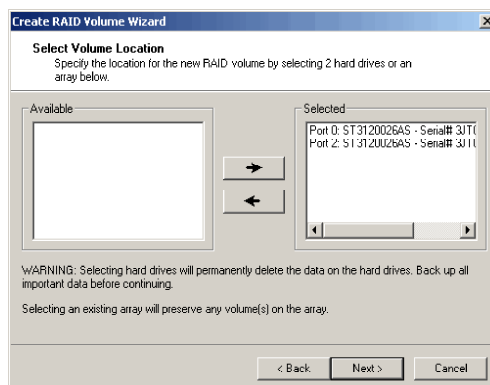 Create RAID Volume Wizard
Select Volume Location
Specify the location for the new RAID volume by selecting 2 hard drives or an
array below.
Available
Selected
Port 0: ST3120026AS - Serial# 3JT
Port 2: ST3120026AS - Serial# 3JT
WARNING: Selecting hard drives will permanently delete the data on the hard drives. Back up all
important data before continuing.
Selecting an existing array will preserve any volume(s) on the array.
< Back
Next >
Cancel